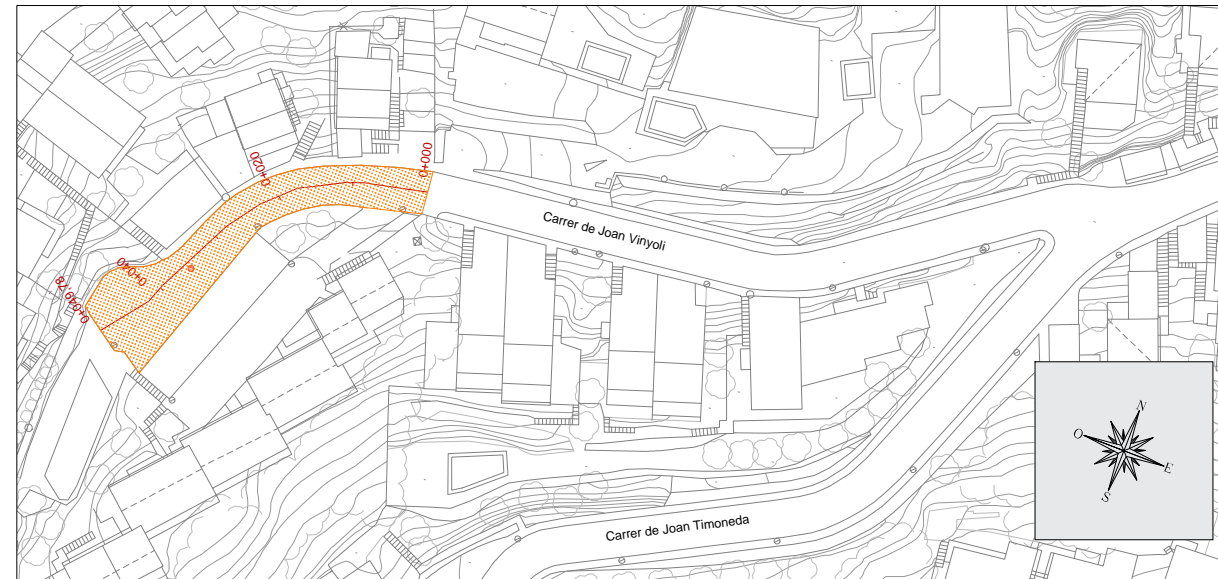 0+000
0+020
0+040
0+049,78
Carrer de Joan Vinyoli
Carrer de Joan Timoneda
N
O
E
S